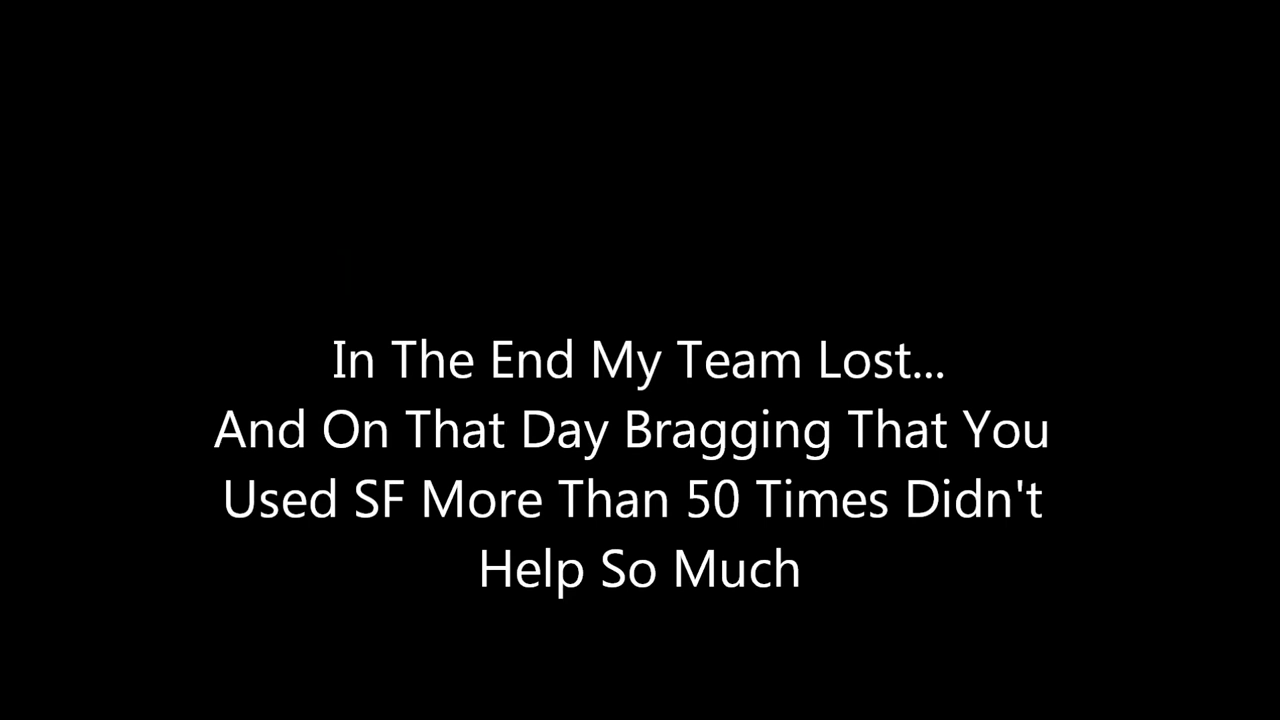 In The End My Team Lost...
And On That Day Bragging That You
Used SF More Than 50 Times Didn't
Help So Much